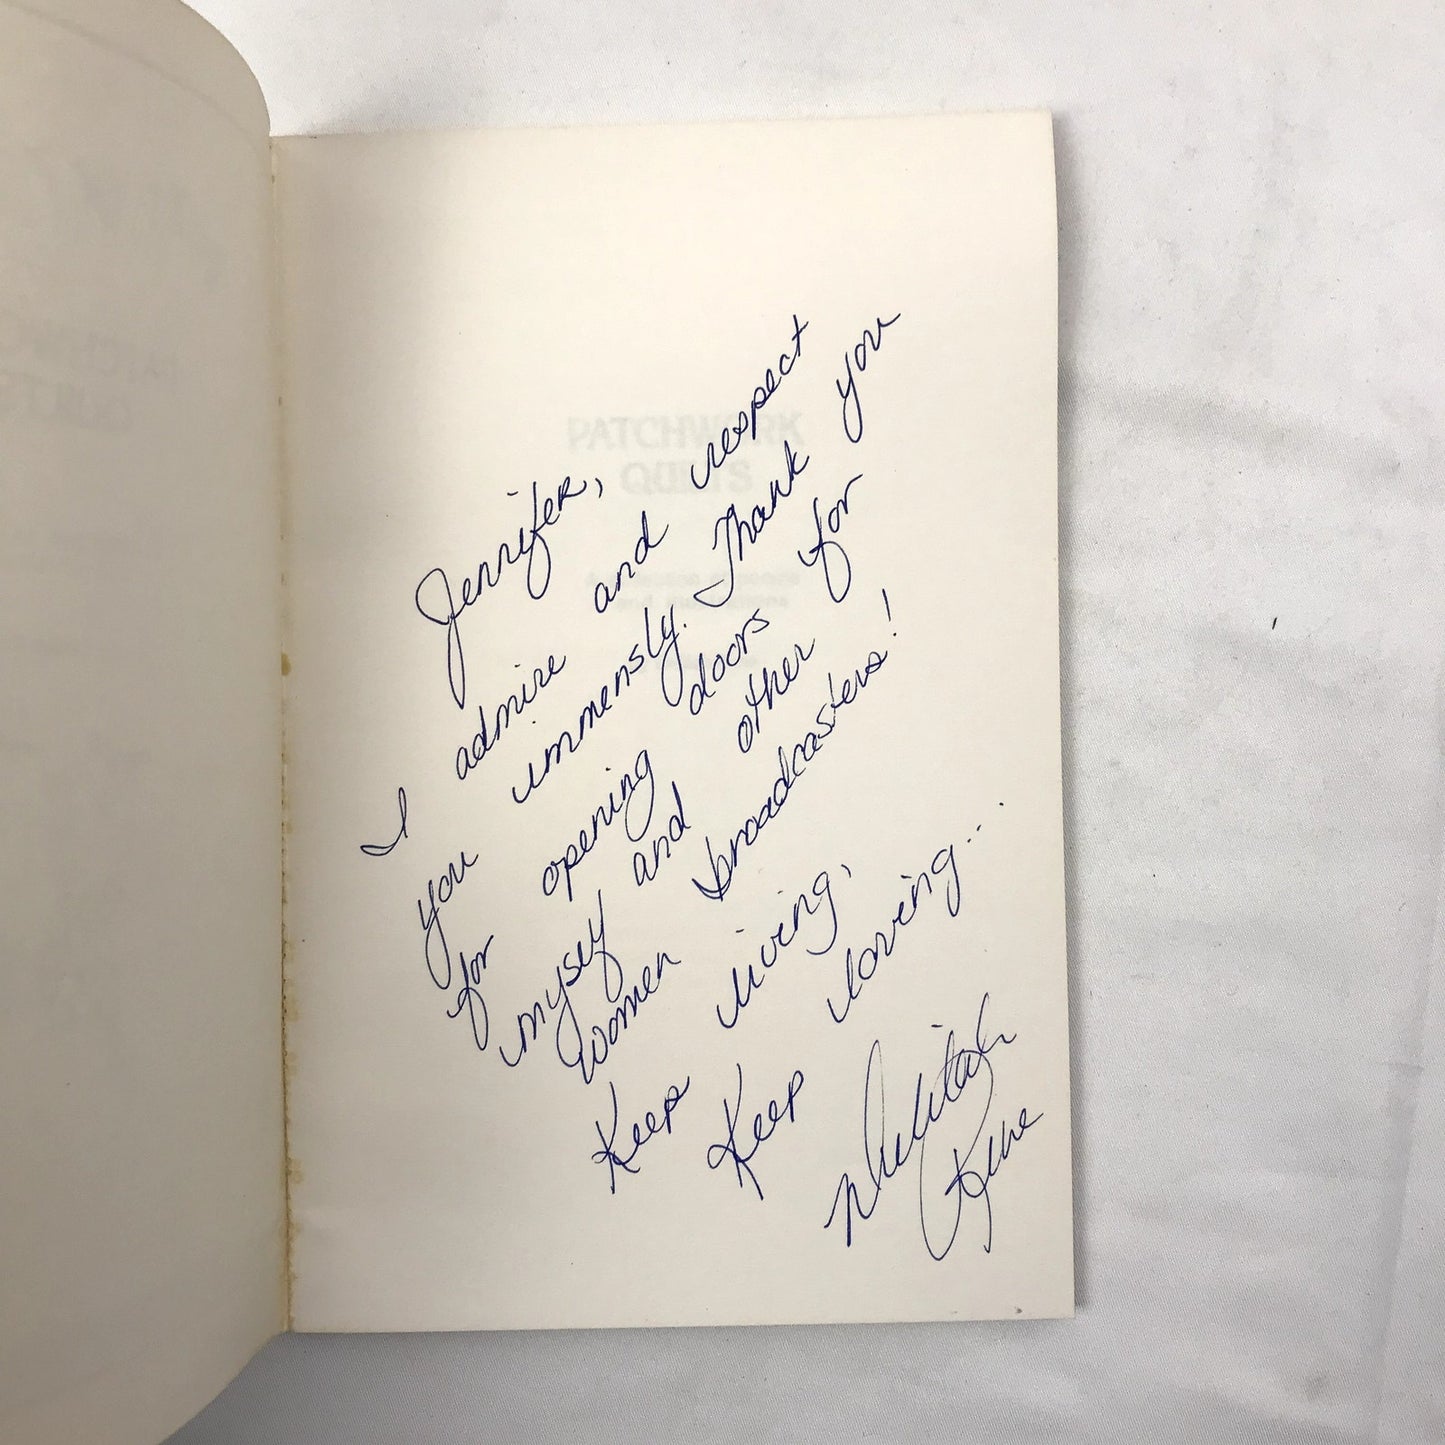 Jennifer,
I admire and respect
you immensly. Thank you
for opening doors for
myself and other
women broadcasters!
Keep living,
Keep loving...
PATCHWORK
QUILTS